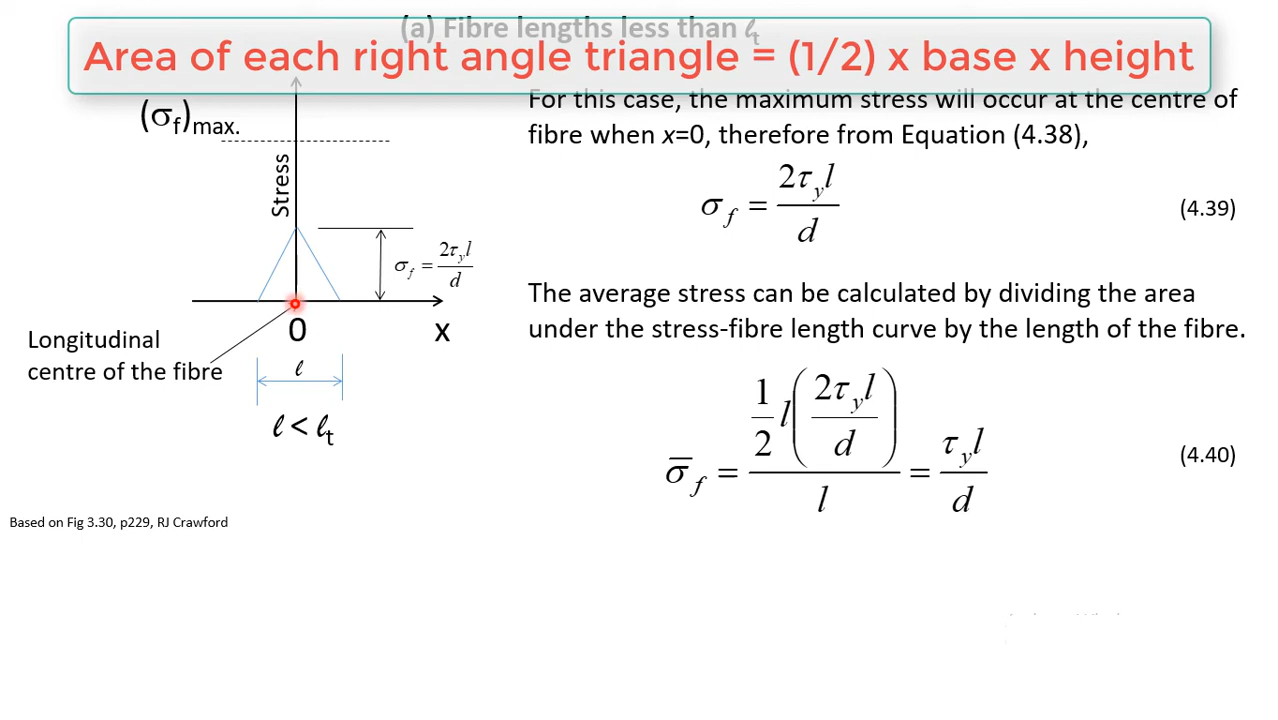 (a) Fibre lengths less than ℓt
Area of each right angle triangle = (1/2) x base x height
(σf)max.
Stress
σf = 2τyl/d
0
x
Longitudinal
centre of the fibre
ℓ
ℓ < ℓt
Based on Fig 3.30, p229, RJ Crawford
For this case, the maximum stress will occur at the centre of
fibre when x=0, therefore from Equation (4.38),
σf = 2τyl/d (4.39)
The average stress can be calculated by dividing the area
under the stress-fibre length curve by the length of the fibre.
σ̄f = (1/2 l(2τyl/d))/l = τyl/d (4.40)